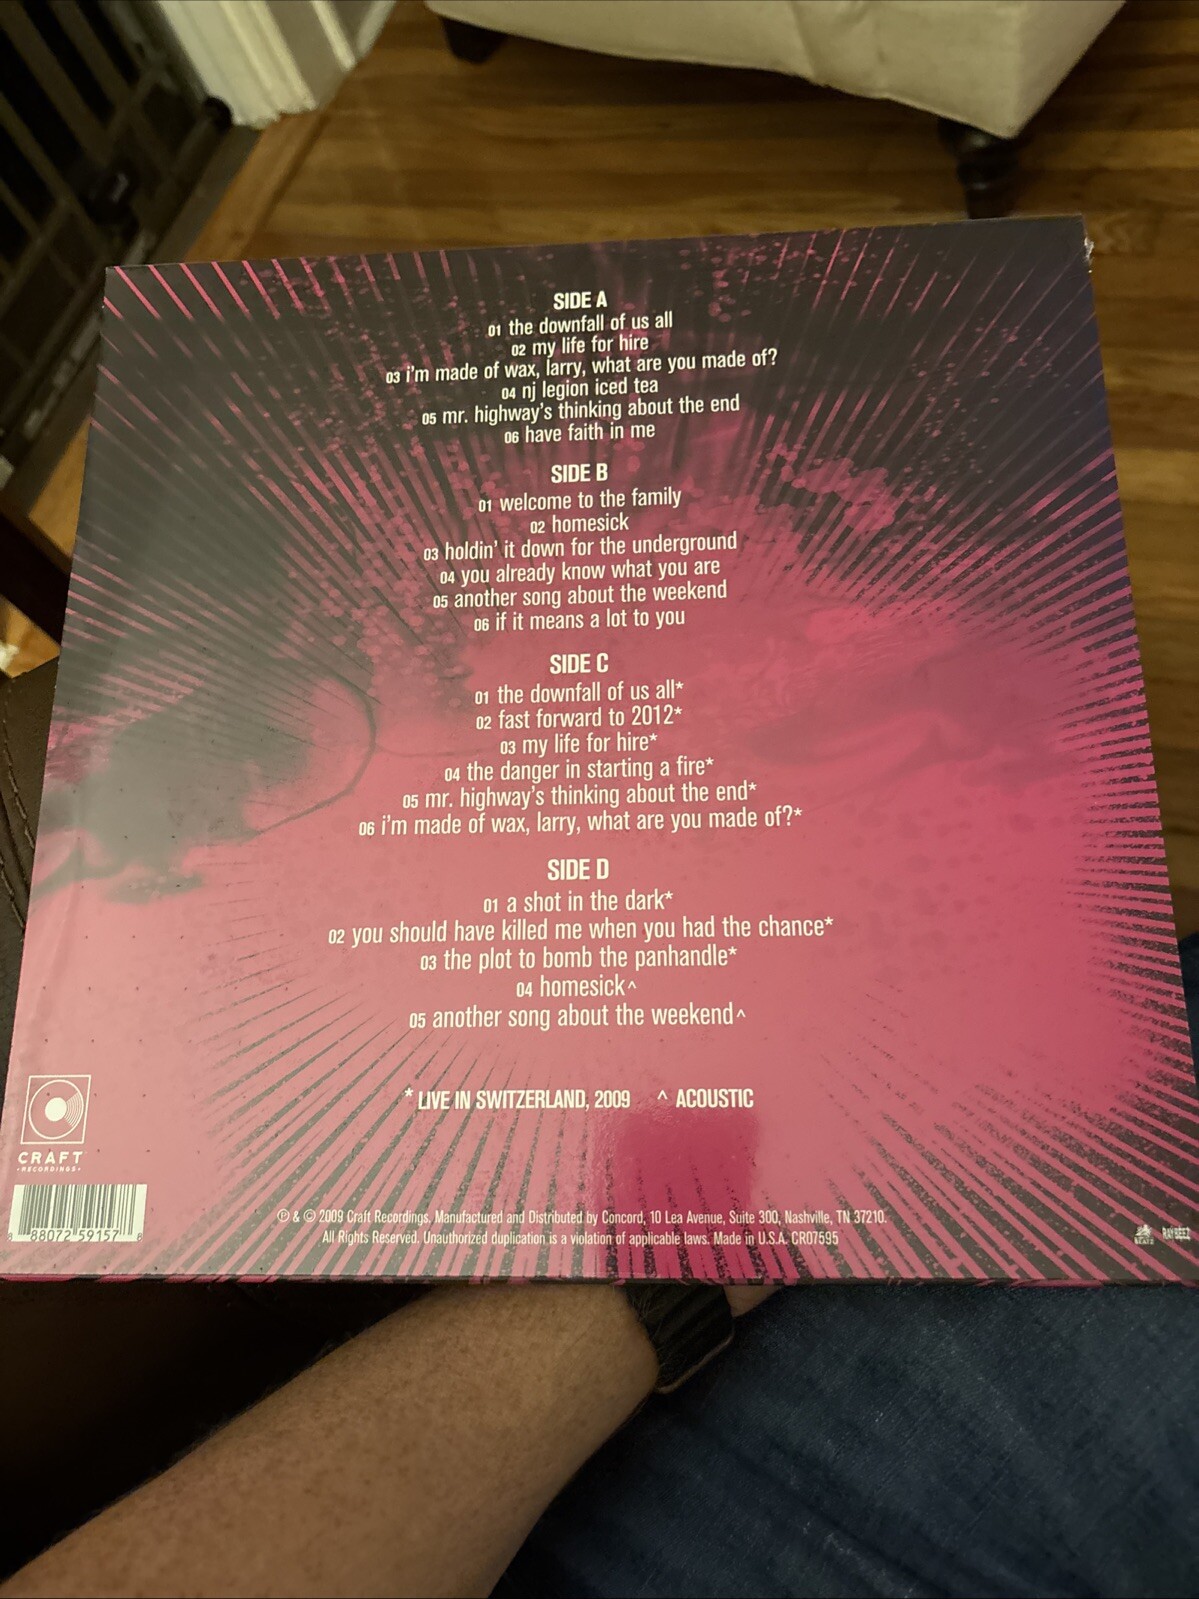 SIDE A
01 the downfall of us all
02 my life for hire
03 i'm made of wax, larry, what are you made of?
04 nj legion iced tea
05 mr. highway's thinking about the end
06 have faith in me
SIDE B
01 welcome to the family
02 homesick
03 holdin' it down for the underground
04 you already know what you are
05 another song about the weekend
06 if it means a lot to you
SIDE C
01 the downfall of us all*
02 fast forward to 2012*
03 my life for hire*
04 the danger in starting a fire*
05 mr. highway's thinking about the end*
06 i'm made of wax, larry, what are you made of?*
SIDE D
01 a shot in the dark*
02 you should have killed me when you had the chance*
03 the plot to bomb the panhandle*
04 homesick^
05 another song about the weekend^
* LIVE IN SWITZERLAND, 2009 ^ ACOUSTIC
CRAFT
RECORDINGS
8 88072 59157 8
℗ & © 2009 Craft Recordings. Manufactured and Distributed by Concord, 10 Lea Avenue, Suite 300, Nashville, TN 37210.
All Rights Reserved. Unauthorized duplication is a violation of applicable laws. Made in U.S.A. CR07595